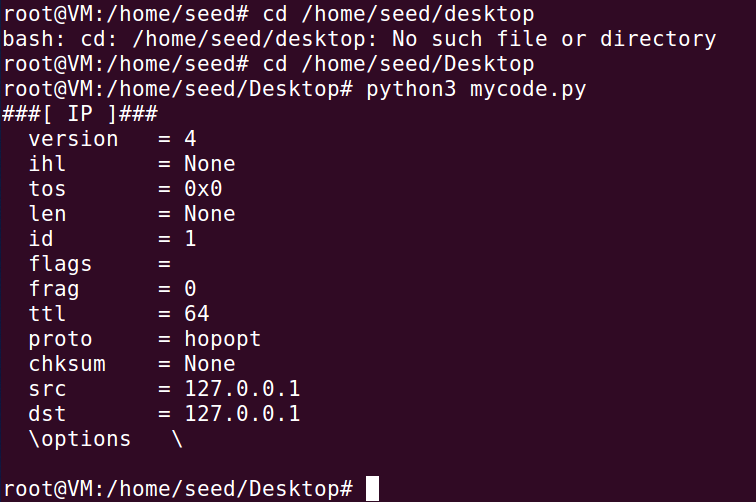 root@VM:/home/seed# cd /home/seed/desktop
bash: cd: /home/seed/desktop: No such file or directory
root@VM:/home/seed# cd /home/seed/Desktop
root@VM:/home/seed/Desktop# python3 mycode.py
###[ IP ]###
  version   = 4
  ihl       = None
  tos       = 0x0
  len       = None
  id        = 1
  flags     =
  frag      = 0
  ttl       = 64
  proto     = hopopt
  chksum    = None
  src       = 127.0.0.1
  dst       = 127.0.0.1
  \options   \
root@VM:/home/seed/Desktop#